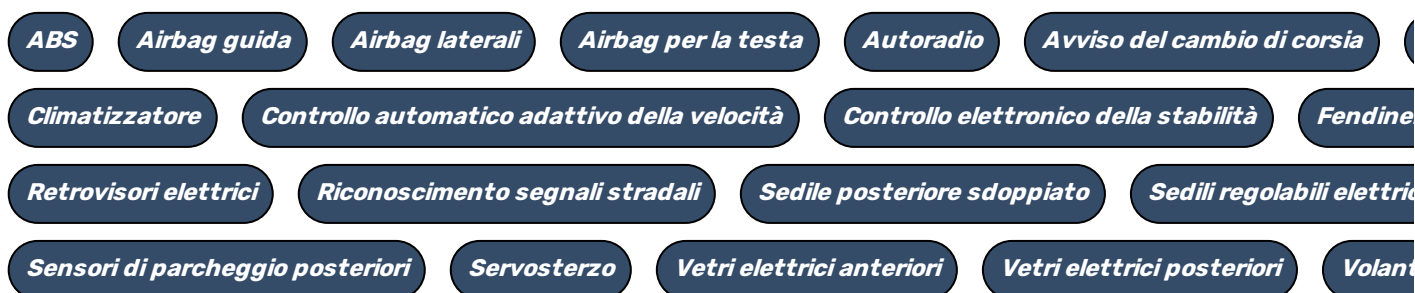 ABS Airbag guida Airbag laterali Airbag per la testa Autoradio Avviso del cambio di corsia
Climatizzatore Controllo automatico adattivo della velocità Controllo elettronico della stabilità
Retrovisori elettrici Riconoscimento segnali stradali Sedile posteriore sdoppiato Sedili regolabili
Sensori di parcheggio posteriori Servosterzo Vetri elettrici anteriori Vetri elettrici posteriori